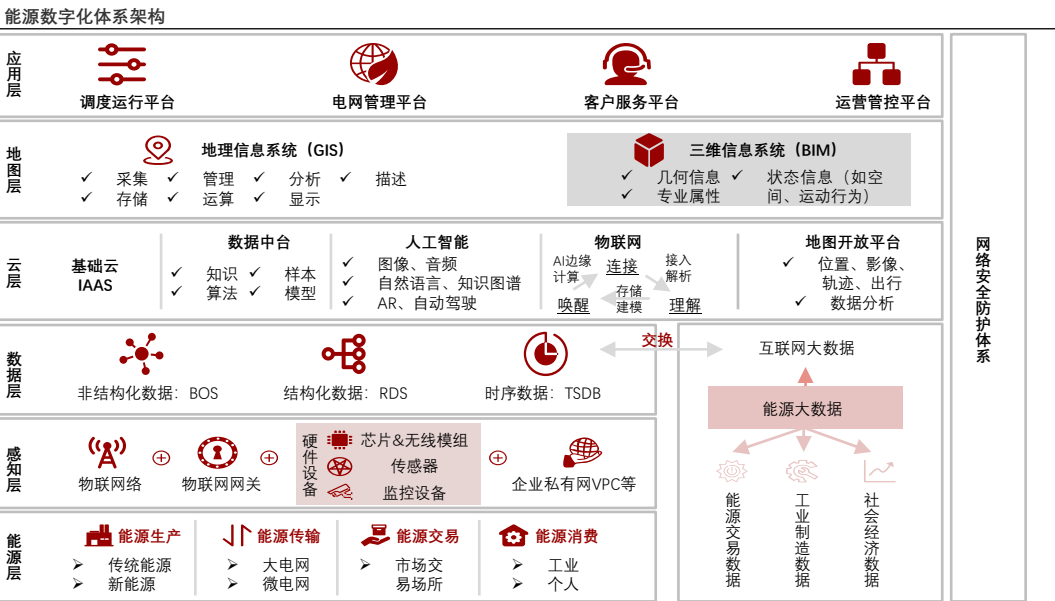 能源数字化体系架构
应用层
调度运行平台
电网管理平台
客户服务平台
运营管控平台
地图层
地理信息系统（GIS）
✓ 采集 ✓ 管理 ✓ 分析 ✓ 描述
✓ 存储 ✓ 运算 ✓ 显示
三维信息系统（BIM）
✓ 几何信息 ✓ 状态信息（如空
✓ 专业属性 间、运动行为）
云层
基础云
IAAS
数据中台
✓ 知识 ✓ 样本
✓ 算法 ✓ 模型
人工智能
✓ 图像、音频
✓ 自然语言、知识图谱
✓ AR、自动驾驶
物联网
AI边缘
计算
连接
接入
解析
唤醒
存储
建模
理解
地图开放平台
✓ 位置、影像、
轨迹、出行
✓ 数据分析
数据层
非结构化数据：BOS
结构化数据：RDS
时序数据：TSDB
交换
互联网大数据
能源大数据
能源交易数据
工业制造数据
社会经济数据
感知层
物联网络
物联网网关
硬件设备
芯片&无线模组
传感器
监控设备
企业私有网VPC等
能源层
能源生产
➢ 传统能源
➢ 新能源
能源传输
➢ 大电网
➢ 微电网
能源交易
➢ 市场交
易场所
能源消费
➢ 工业
➢ 个人
网络安全防护体系